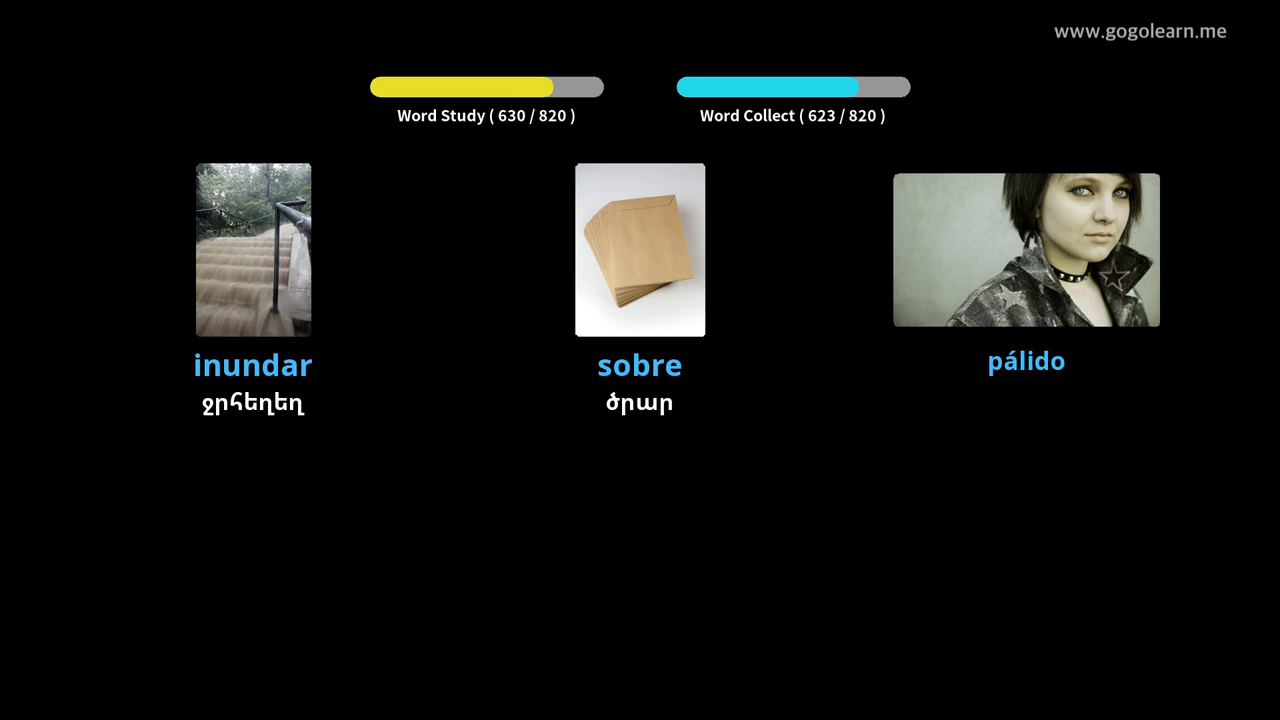 www.gogolearn.me
Word Study ( 630 / 820 )
Word Collect ( 623 / 820 )
inundar
ջրհեղեղ
sobre
ծրար
pálido